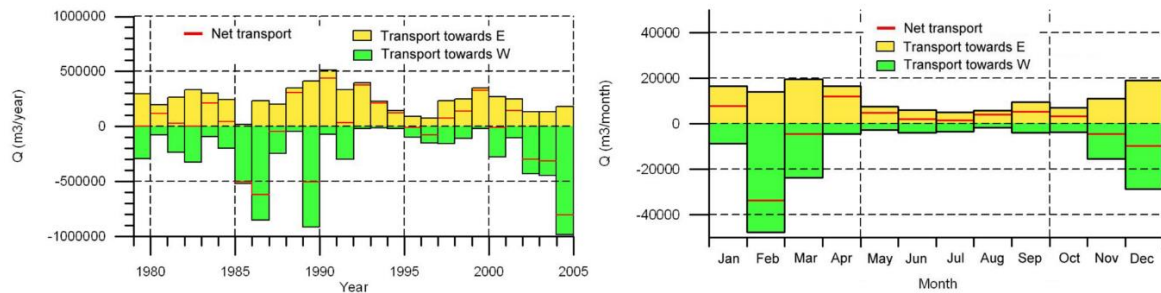 1000000
500000
0
-500000
-1000000
Q (m3/year)
Net transport
Transport towards E
Transport towards W
1980 1985 1990 1995 2000 2005
Year
40000
20000
0
-20000
-40000
Q (m3/month)
Net transport
Transport towards E
Transport towards W
Jan Feb Mar Apr May Jun Jul Aug Sep Oct Nov Dec
Month